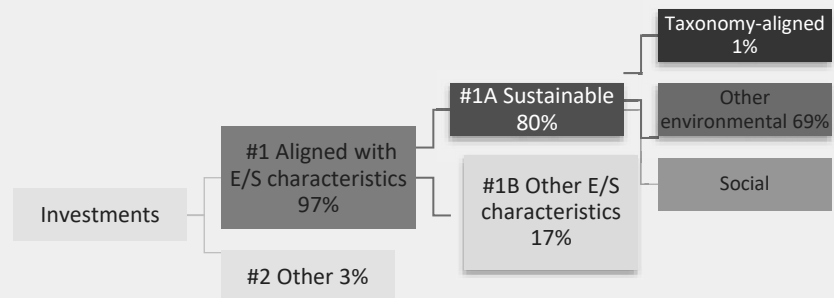 Taxonomy-aligned
1%
#1A Sustainable
80%
Other
environmental 69%
#1 Aligned with
E/S characteristics
97%
#1B Other E/S
characteristics
17%
Social
Investments
#2 Other 3%